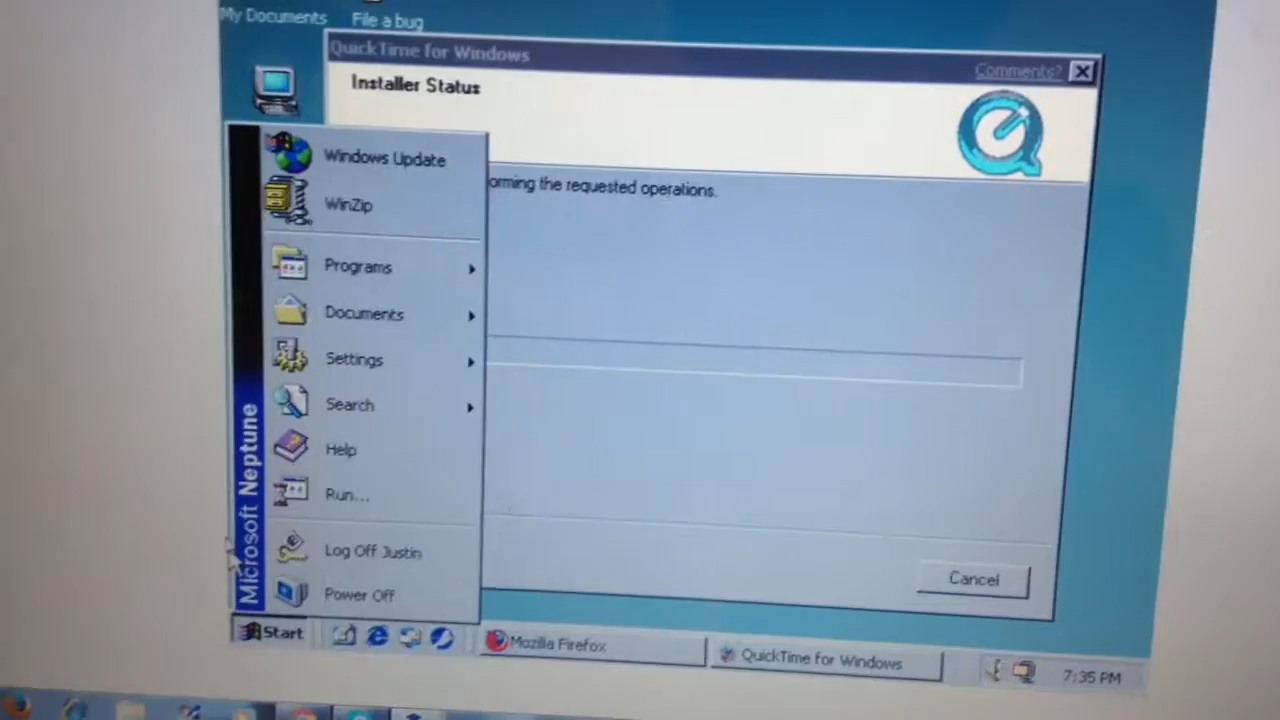 My Documents
File a bug
QuickTime for Windows
Comments?
Installer Status
orming the requested operations.
Windows Update
WinZip
Programs
Documents
Settings
Search
Help
Run...
Log Off Justin
Power Off
Microsoft Neptune
Cancel
Start
Mozilla Firefox
QuickTime for Windows
7:35 PM